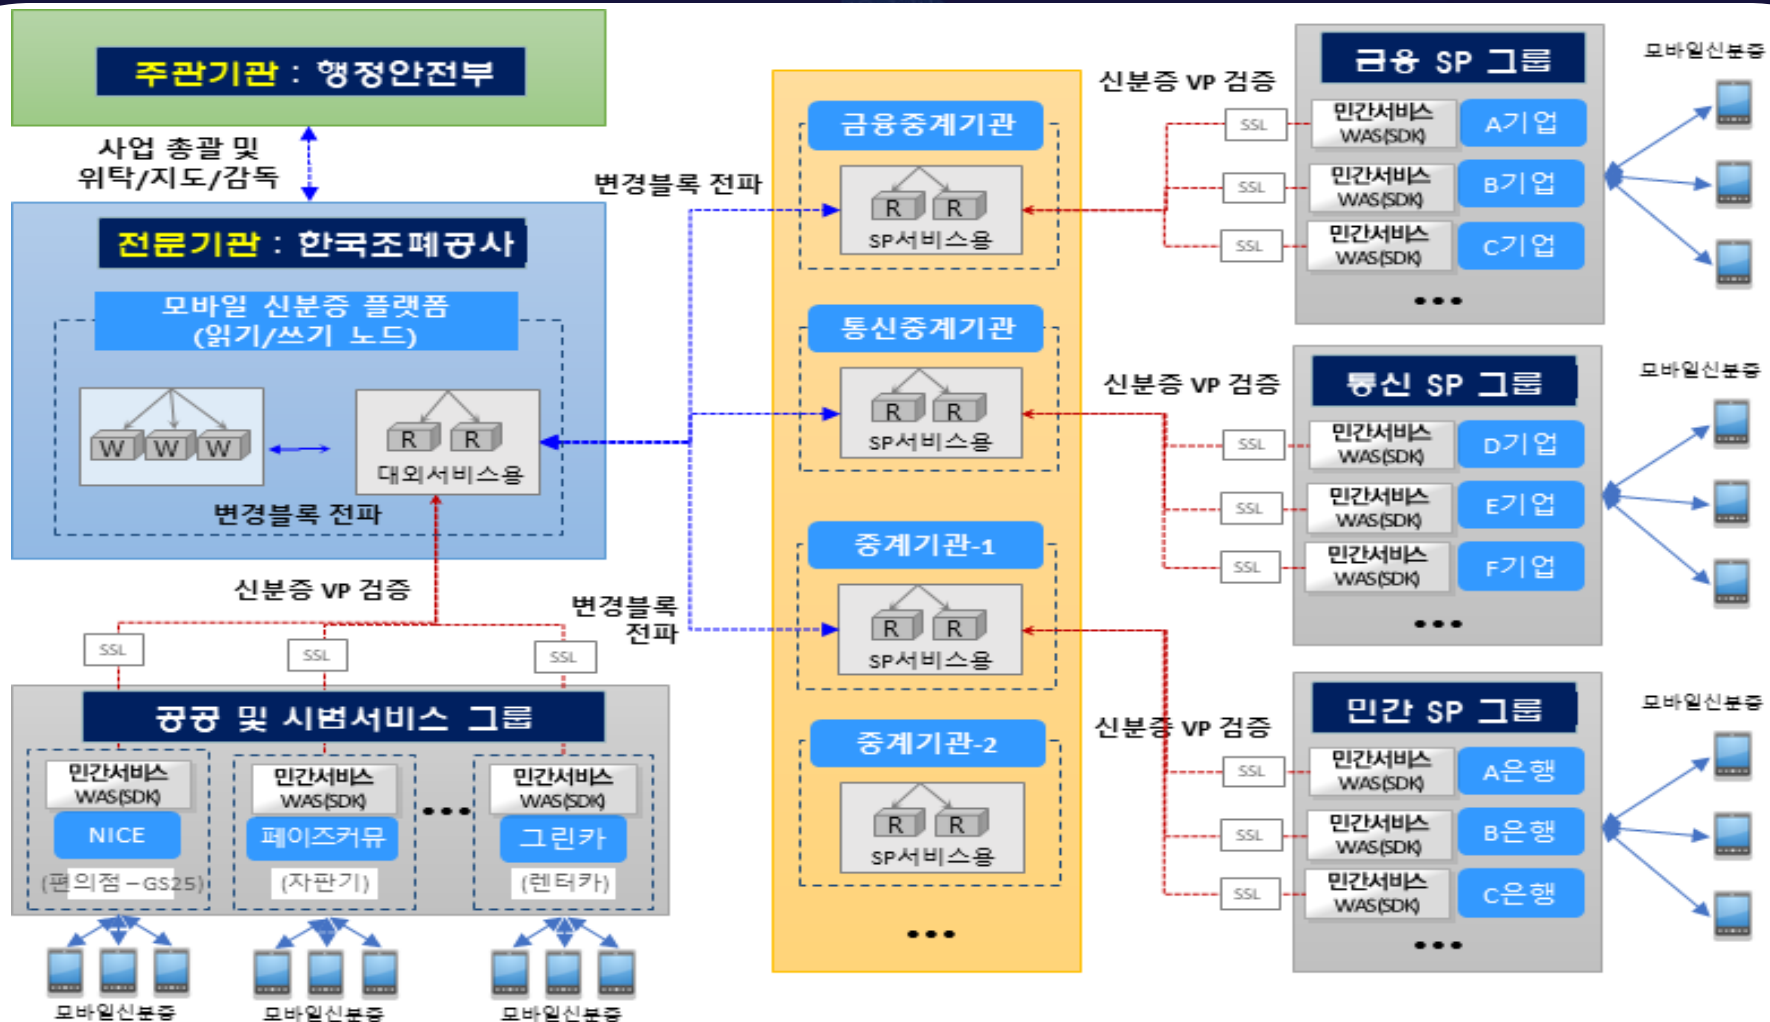 주관기관 : 행정안전부
사업 총괄 및
위탁/지도/감독
전문기관 : 한국조폐공사
모바일 신분증 플랫폼
(읽기/쓰기 노드)
W W W
R R
대외서비스용
변경블록 전파
신분증 VP 검증
SSL
SSL
SSL
공공 및 시범서비스 그룹
민간서비스
WAS(SDK)
NICE
(편의점–GS25)
민간서비스
WAS(SDK)
페이즈커뮤
(자판기)
•••
민간서비스
WAS(SDK)
그린카
(렌터카)
모바일신분증
모바일신분증
모바일신분증
변경블록 전파
변경블록
전파
금융중계기관
R R
SP서비스용
통신중계기관
R R
SP서비스용
중계기관-1
R R
SP서비스용
중계기관-2
R R
SP서비스용
•••
신분증 VP 검증
SSL
SSL
SSL
금융 SP 그룹
민간서비스
WAS(SDK)
A기업
민간서비스
WAS(SDK)
B기업
민간서비스
WAS(SDK)
C기업
•••
모바일신분증
신분증 VP 검증
SSL
SSL
SSL
통신 SP 그룹
민간서비스
WAS(SDK)
D기업
민간서비스
WAS(SDK)
E기업
민간서비스
WAS(SDK)
F기업
•••
모바일신분증
신분증 VP 검증
SSL
SSL
SSL
민간 SP 그룹
민간서비스
WAS(SDK)
A은행
민간서비스
WAS(SDK)
B은행
민간서비스
WAS(SDK)
C은행
•••
모바일신분증